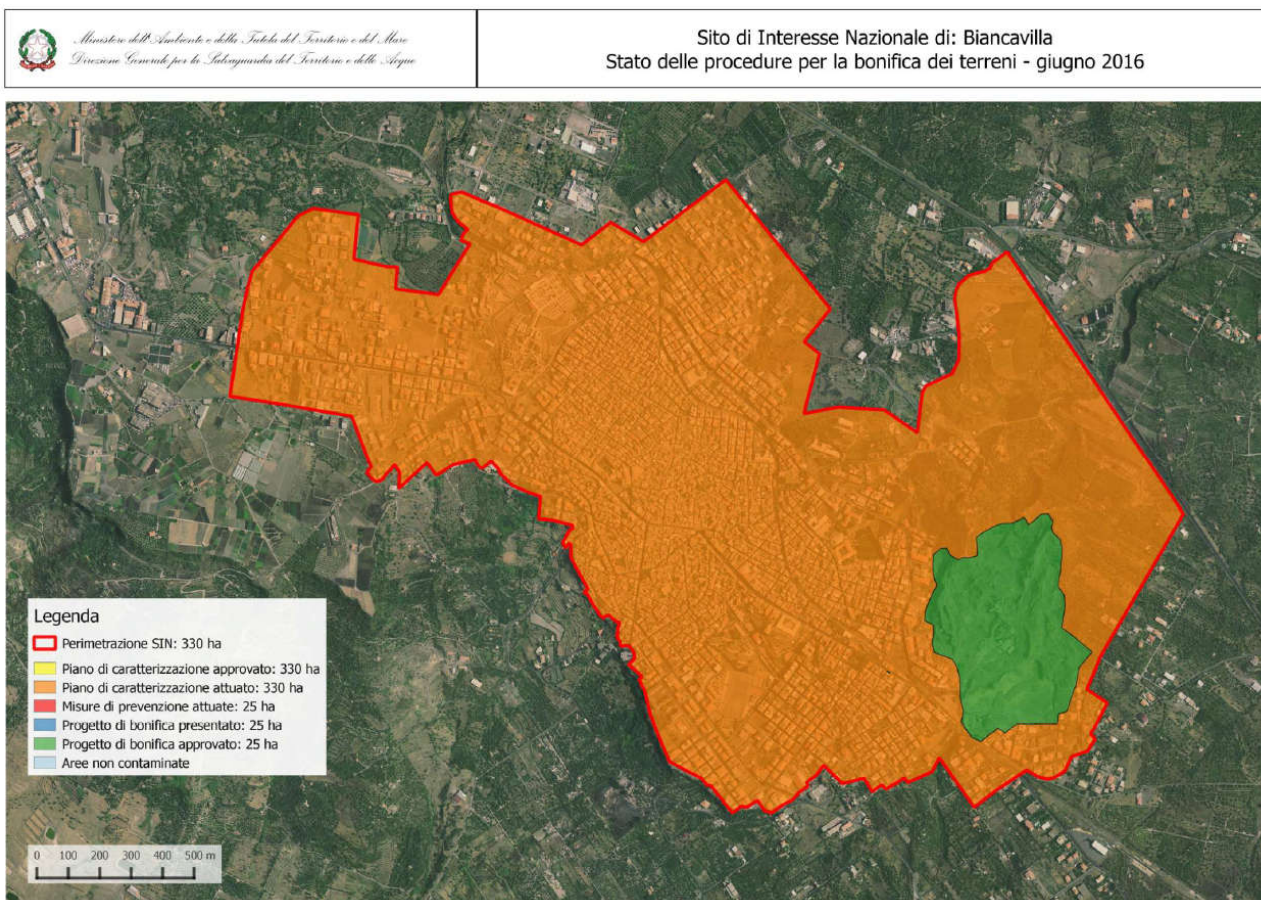 Ministero dell'Ambiente e della Tutela del Territorio e del Mare
Direzione Generale per la Salvaguardia del Territorio e delle Acque
Sito di Interesse Nazionale di: Biancavilla
Stato delle procedure per la bonifica dei terreni - giugno 2016
Legenda
Perimetrazione SIN: 330 ha
Piano di caratterizzazione approvato: 330 ha
Piano di caratterizzazione attuato: 330 ha
Misure di prevenzione attuate: 25 ha
Progetto di bonifica presentato: 25 ha
Progetto di bonifica approvato: 25 ha
Aree non contaminate
0 100 200 300 400 500 m